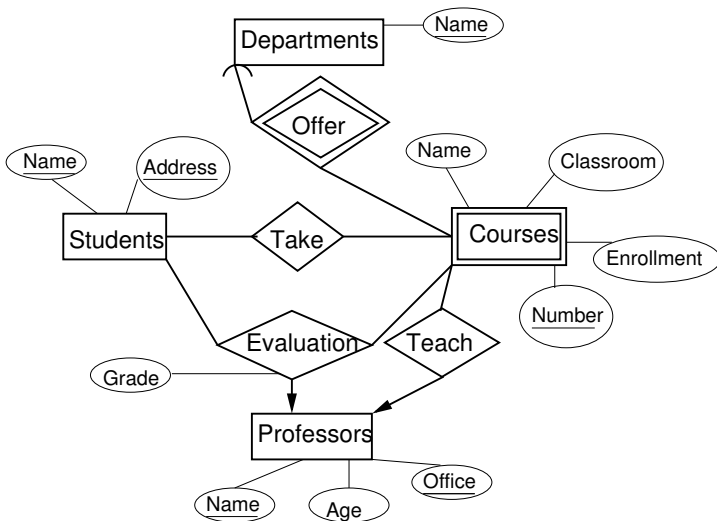 Departments
Name
Offer
Name
Address
Name
Classroom
Students
Take
Courses
Enrollment
Number
Evaluation
Teach
Grade
Professors
Name
Age
Office